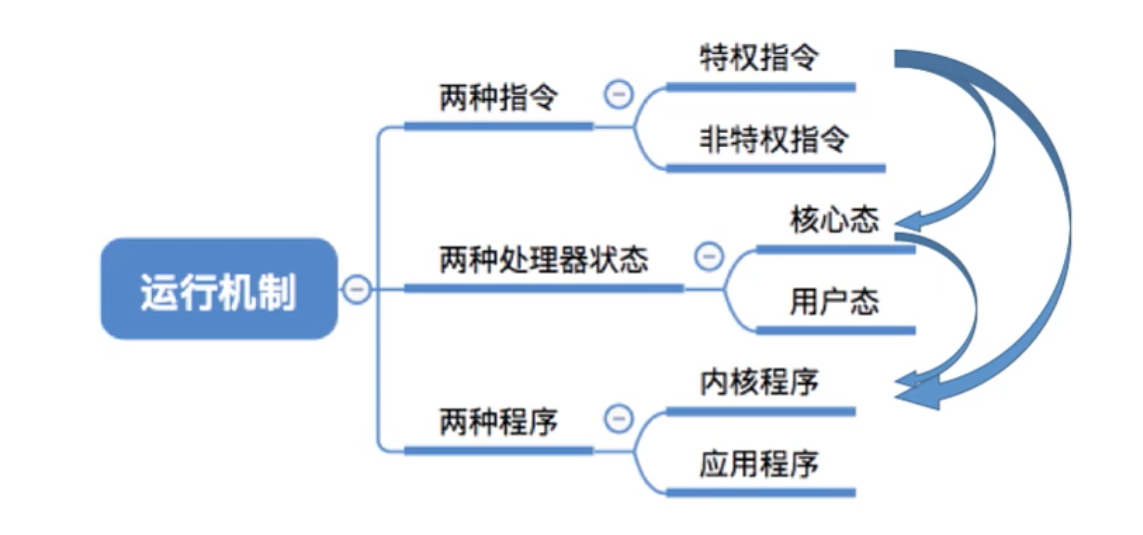 运行机制
两种指令
特权指令
非特权指令
两种处理器状态
核心态
用户态
两种程序
内核程序
应用程序